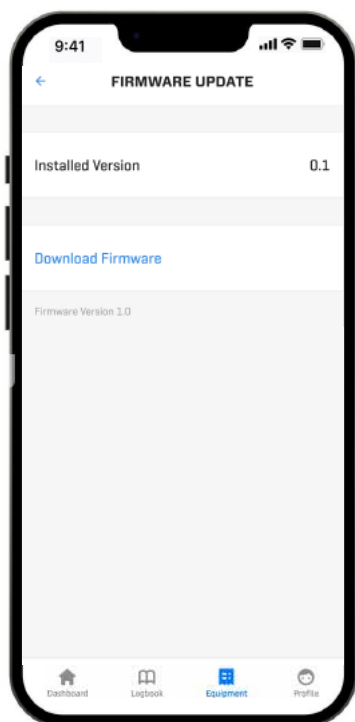 9:41
FIRMWARE UPDATE
Installed Version 0.1
Download Firmware
Firmware Version 1.0
Dashboard Logbook Equipment Profile